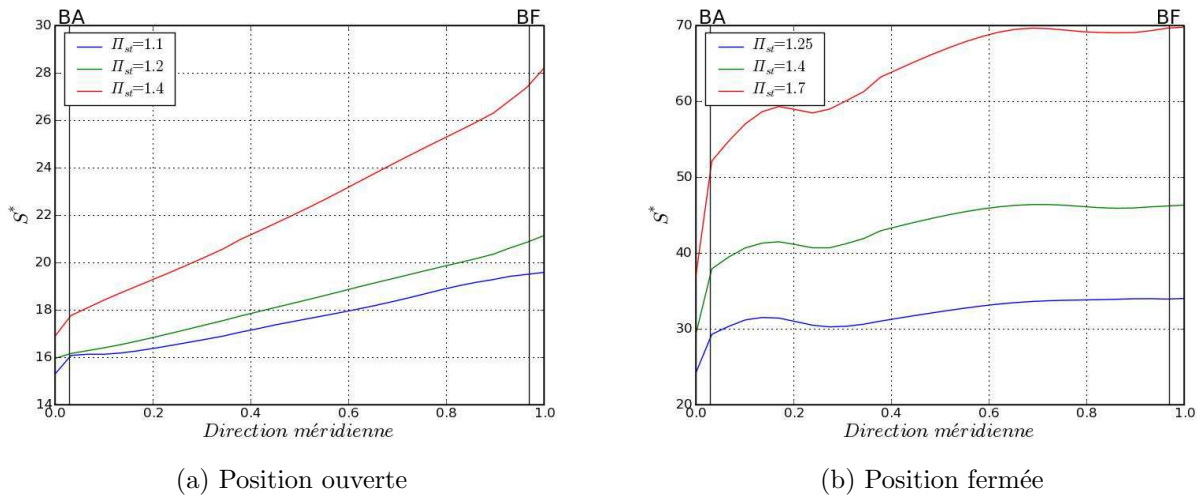 BA BF
30
28
26
24
22
20
18
16
14
Π_st=1.1
Π_st=1.2
Π_st=1.4
S*
0.0 0.2 0.4 0.6 0.8 1.0
Direction méridienne
(a) Position ouverte
BA BF
70
60
50
40
30
20
Π_st=1.25
Π_st=1.4
Π_st=1.7
S*
0.0 0.2 0.4 0.6 0.8 1.0
Direction méridienne
(b) Position fermée